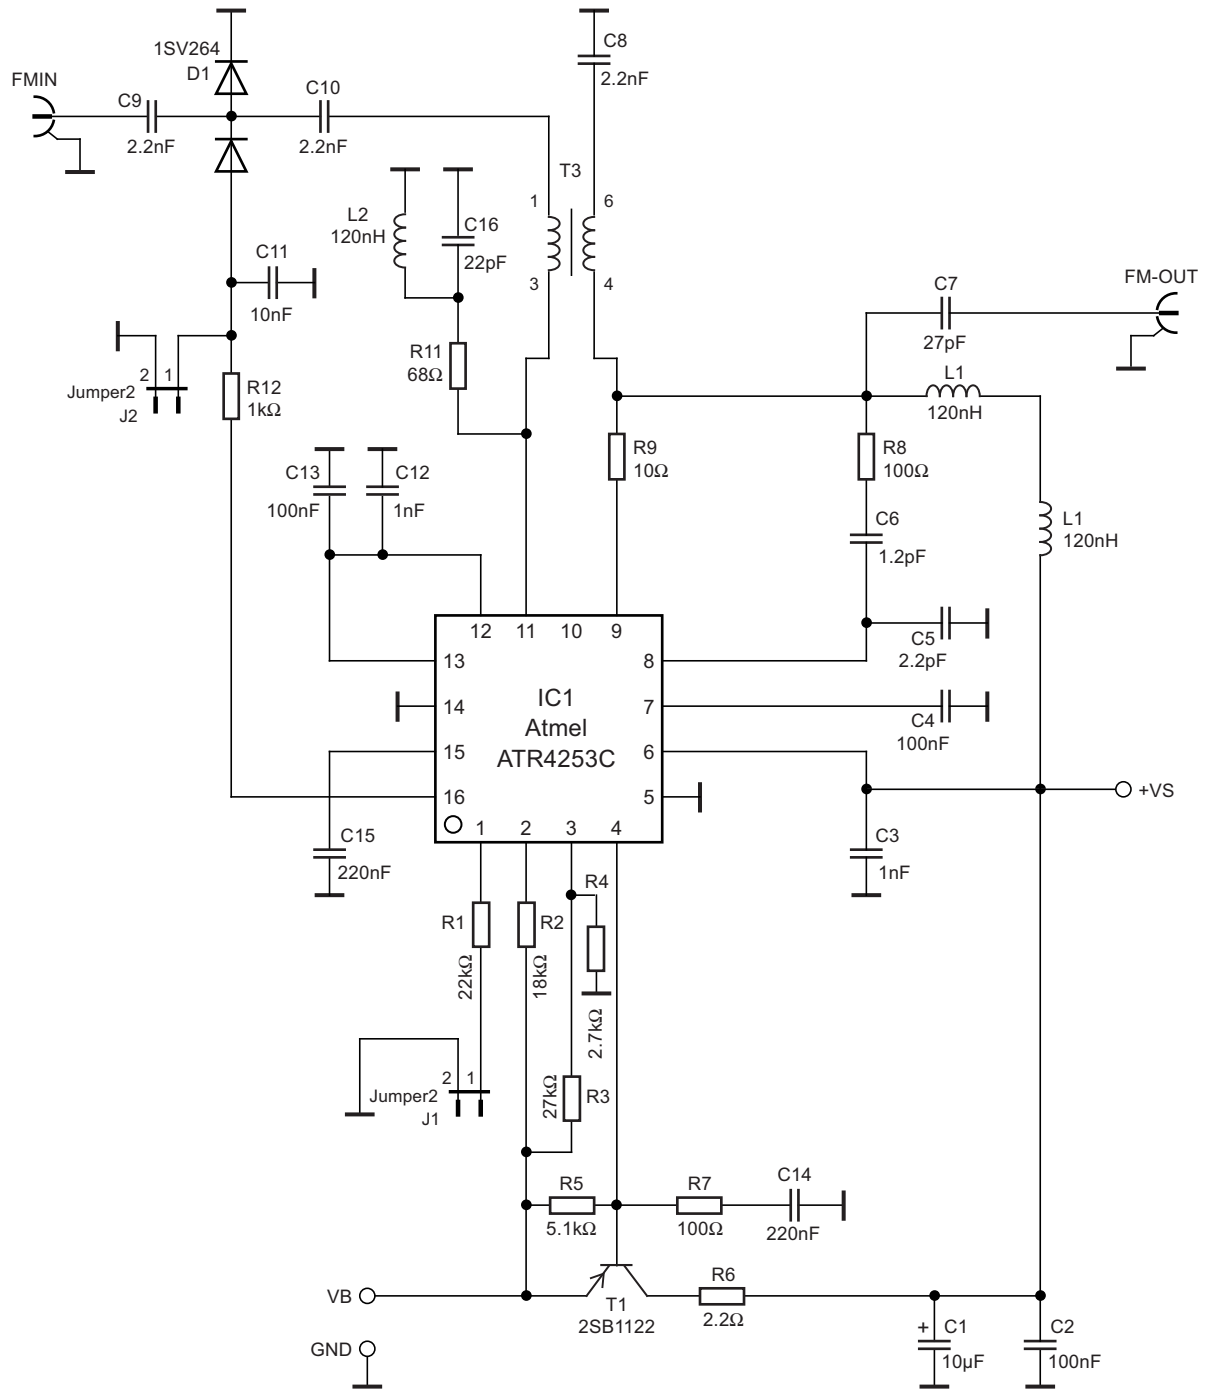 C8
2.2nF
1SV264
D1
FMIN
C9
2.2nF
C10
2.2nF
T3
1
6
3
4
L2
120nH
C16
22pF
C11
10nF
R11
68Ω
2 1
Jumper2
J2
R12
1kΩ
C7
27pF
FM-OUT
L1
120nH
R9
10Ω
R8
100Ω
C13
100nF
C12
1nF
C6
1.2pF
L1
120nH
C5
2.2pF
C4
100nF
12 11 10 9
13
14
15
16
8
7
6
5
IC1
Atmel
ATR4253C
1 2 3 4
+VS
C15
220nF
C3
1nF
R1
22kΩ
R2
18kΩ
R4
2.7kΩ
27kΩ
R3
2 1
Jumper2
J1
R5
5.1kΩ
R7
100Ω
C14
220nF
VB
T1
2SB1122
R6
2.2Ω
+
C1
10µF
C2
100nF
GND